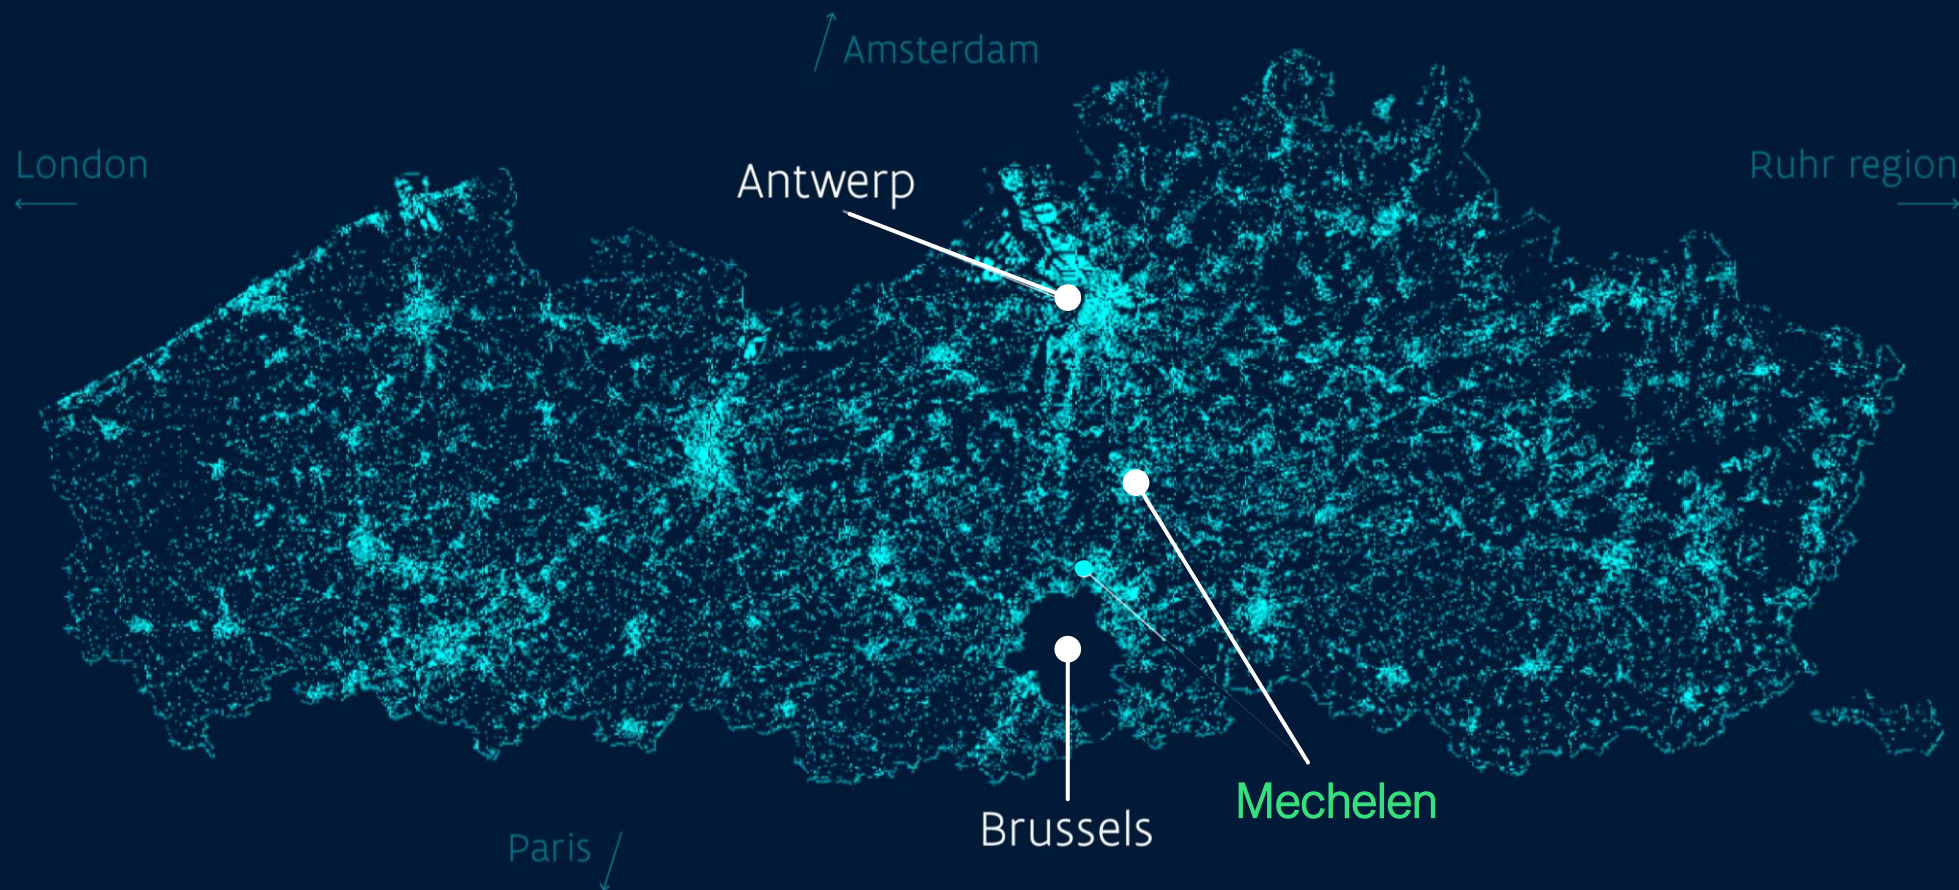 Amsterdam
London
Antwerp
Ruhr region
Mechelen
Brussels
Paris